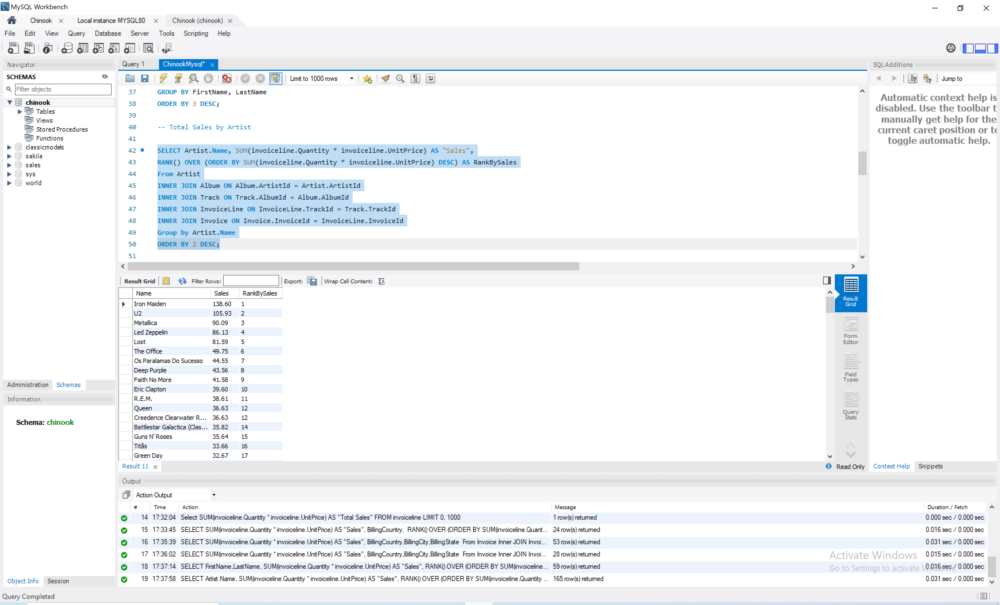 MySQL Workbench
Chinook
Local instance MYSQL80
Chinook (chinook)
File Edit View Query Database Server Tools Scripting Help
Navigator
SCHEMAS
Filter objects
chinook
Tables
Views
Stored Procedures
Functions
classicmodels
sakila
sales
sys
world
Administration Schemas
Information
Schema: chinook
Object Info Session
Query Completed
Query 1
ChinookMysql*
Limit to 1000 rows
37 GROUP BY FirstName, LastName
38 ORDER BY 3 DESC;
39
40 -- Total Sales by Artist
41
42 SELECT Artist.Name, SUM(invoiceline.Quantity * invoiceline.UnitPrice) AS "Sales",
43 RANK() OVER (ORDER BY SUM(invoiceline.Quantity * invoiceline.UnitPrice) DESC) AS RankBySales
44 From Artist
45 INNER JOIN Album ON Album.ArtistId = Artist.ArtistId
46 INNER JOIN Track ON Track.AlbumId = Album.AlbumId
47 INNER JOIN InvoiceLine ON InvoiceLine.TrackId = Track.TrackId
48 INNER JOIN Invoice ON Invoice.InvoiceId = InvoiceLine.InvoiceId
49 Group by Artist.Name
50 ORDER BY 2 DESC;
51
Result Grid Filter Rows: Export: Wrap Cell Content:
Name Sales RankBySales
Iron Maiden 138.60 1
U2 105.93 2
Metallica 90.09 3
Led Zeppelin 86.13 4
Lost 81.59 5
The Office 49.75 6
Os Paralamas Do Sucesso 44.55 7
Deep Purple 43.56 8
Faith No More 41.58 9
Eric Clapton 39.60 10
R.E.M. 38.61 11
Queen 36.63 12
Creedence Clearwater R... 36.63 12
Battlestar Galactica (Clas... 35.82 14
Guns N' Roses 35.64 15
Titãs 33.66 16
Green Day 32.67 17
Result Grid
Form Editor
Field Types
Query Stats
Result 11
Read Only
SQLAdditions
Jump to
Automatic context help is
disabled. Use the toolbar t
manually get help for the
current caret position or to
toggle automatic help.
Context Help Snippets
Output
Action Output
# Time Action Message Duration / Fetch
14 17:32:04 Select SUM(invoiceline.Quantity * invoiceline.UnitPrice) AS "Total Sales" FROM invoiceline LIMIT 0, 1000 1 row(s) returned 0.000 sec / 0.000 sec
15 17:33:45 SELECT SUM(invoiceline.Quantity * invoiceline.UnitPrice) AS "Sales", BillingCountry, RANK() OVER (ORDER BY SUM(invoiceline.Quant... 24 row(s) returned 0.016 sec / 0.000 sec
16 17:35:39 SELECT SUM(invoiceline.Quantity * invoiceline.UnitPrice) AS "Sales", BillingCountry,BillingCity,BillingState From Invoice Inner JOIN Invoi... 53 row(s) returned 0.031 sec / 0.000 sec
17 17:36:02 SELECT SUM(invoiceline.Quantity * invoiceline.UnitPrice) AS "Sales", BillingCountry,BillingCity,BillingState From Invoice Inner JOIN Invoi... 28 row(s) returned 0.015 sec / 0.000 sec
18 17:37:14 SELECT FirstName,LastName, SUM(invoiceline.Quantity * invoiceline.UnitPrice) AS "Sales", RANK() OVER (ORDER BY SUM(invoiceline... 59 row(s) returned 0.016 sec / 0.000 sec
19 17:37:58 SELECT Artist.Name, SUM(invoiceline.Quantity * invoiceline.UnitPrice) AS "Sales", RANK() OVER (ORDER BY SUM(invoiceline.Quantity ... 165 row(s) returned 0.031 sec / 0.000 sec
Activate Windows
Go to Settings to activate Windows.